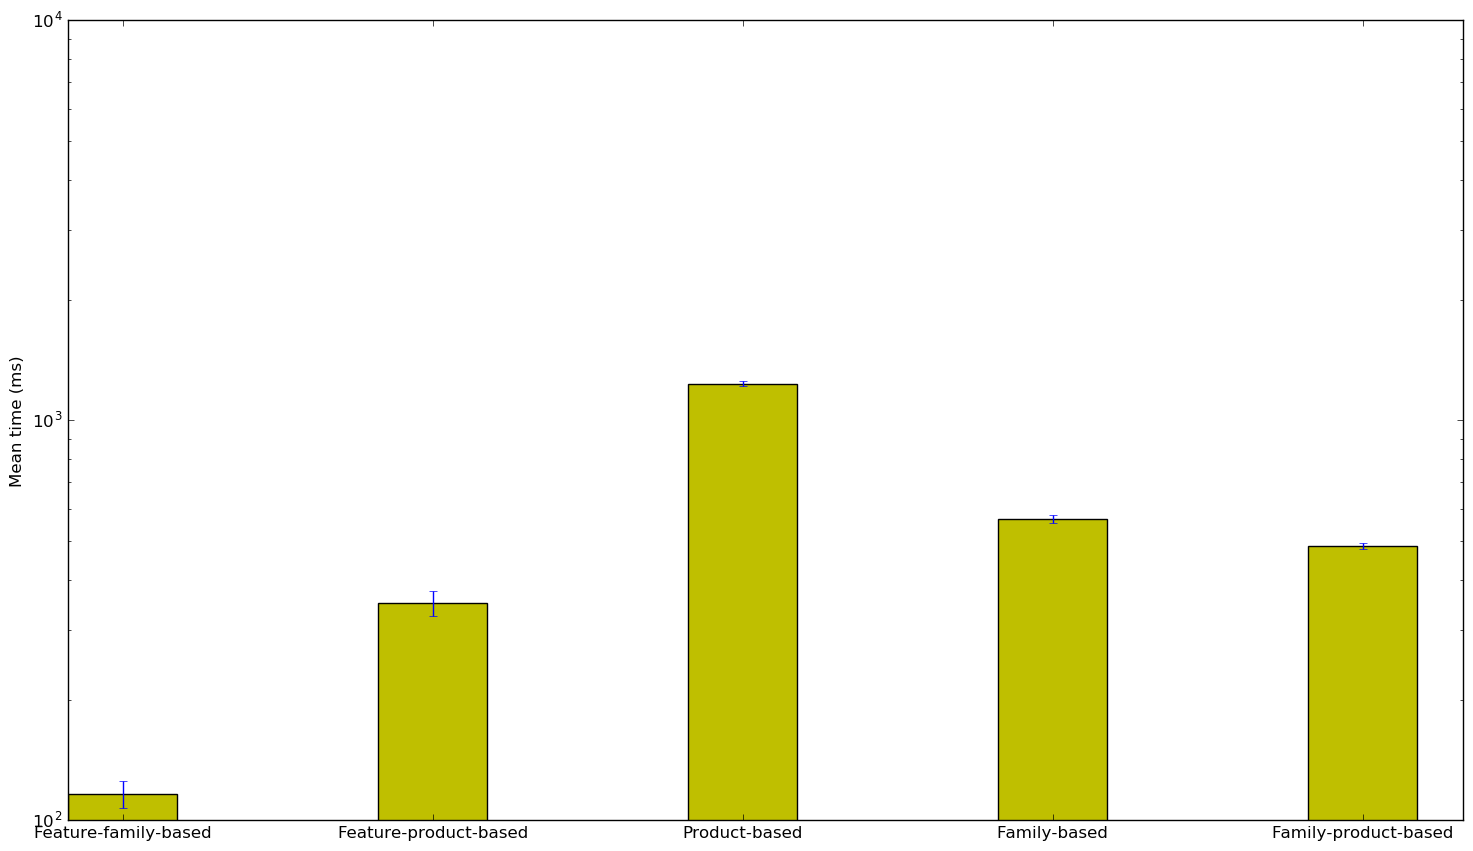 10^4
10^3
10^2
Mean time (ms)
Feature-family-based
Feature-product-based
Product-based
Family-based
Family-product-based